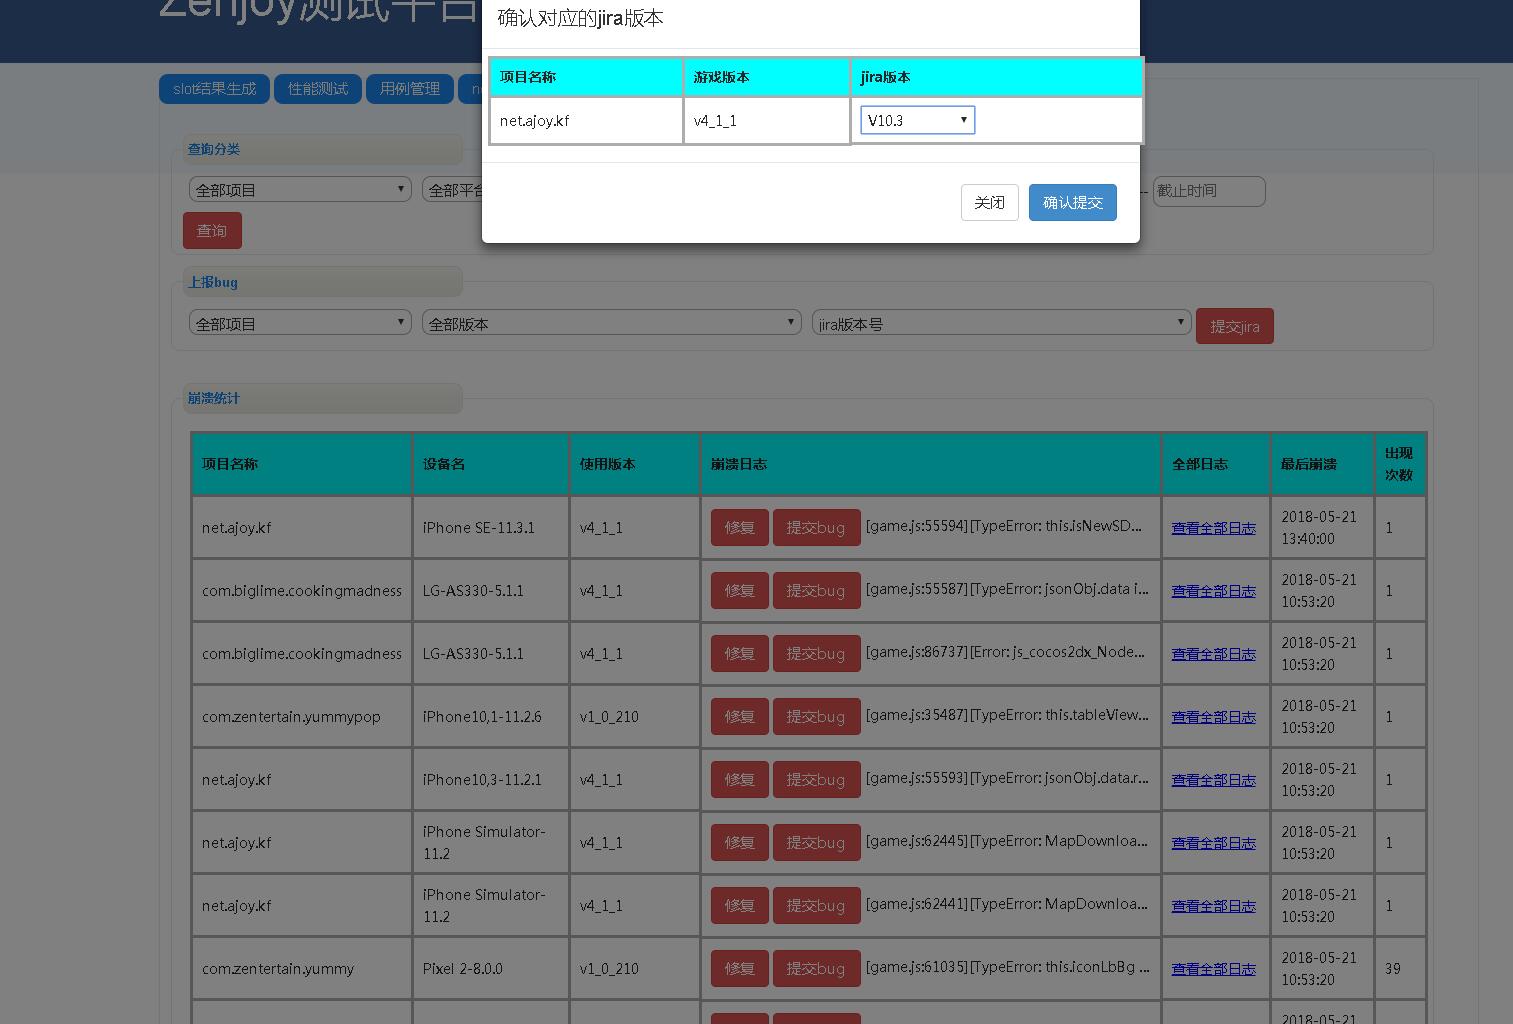 Zenjoy测试平台
确认对应的jira版本
项目名称 游戏版本 jira版本
net.ajoy.kf v4_1_1 V10.3
关闭 确认提交
slot结果生成 性能测试 用例管理
查询分类
全部项目 全部平台 -- 截止时间
查询
上报bug
全部项目 全部版本 jira版本号 提交jira
崩溃统计
项目名称 设备名 使用版本 崩溃日志 全部日志 最后崩溃 出现
次数
net.ajoy.kf iPhone SE-11.3.1 v4_1_1 修复 提交bug [game.js:55594][TypeError: this.isNewSD... 查看全部日志 2018-05-21
13:40:00 1
com.biglime.cookingmadness LG-AS330-5.1.1 v4_1_1 修复 提交bug [game.js:55587][TypeError: jsonObj.data i... 查看全部日志 2018-05-21
10:53:20 1
com.biglime.cookingmadness LG-AS330-5.1.1 v4_1_1 修复 提交bug [game.js:86737][Error: js_cocos2dx_Node... 查看全部日志 2018-05-21
10:53:20 1
com.zentertain.yummypop iPhone10,1-11.2.6 v1_0_210 修复 提交bug [game.js:35487][TypeError: this.tableView... 查看全部日志 2018-05-21
10:53:20 1
net.ajoy.kf iPhone10,3-11.2.1 v4_1_1 修复 提交bug [game.js:55593][TypeError: jsonObj.data.r... 查看全部日志 2018-05-21
10:53:20 1
net.ajoy.kf iPhone Simulator-
11.2 v4_1_1 修复 提交bug [game.js:62445][TypeError: MapDownloa... 查看全部日志 2018-05-21
10:53:20 1
net.ajoy.kf iPhone Simulator-
11.2 v4_1_1 修复 提交bug [game.js:62441][TypeError: MapDownloa... 查看全部日志 2018-05-21
10:53:20 1
com.zentertain.yummy Pixel 2-8.0.0 v1_0_210 修复 提交bug [game.js:61035][TypeError: this.iconLbBg ... 查看全部日志 2018-05-21
10:53:20 39
2018-05-21